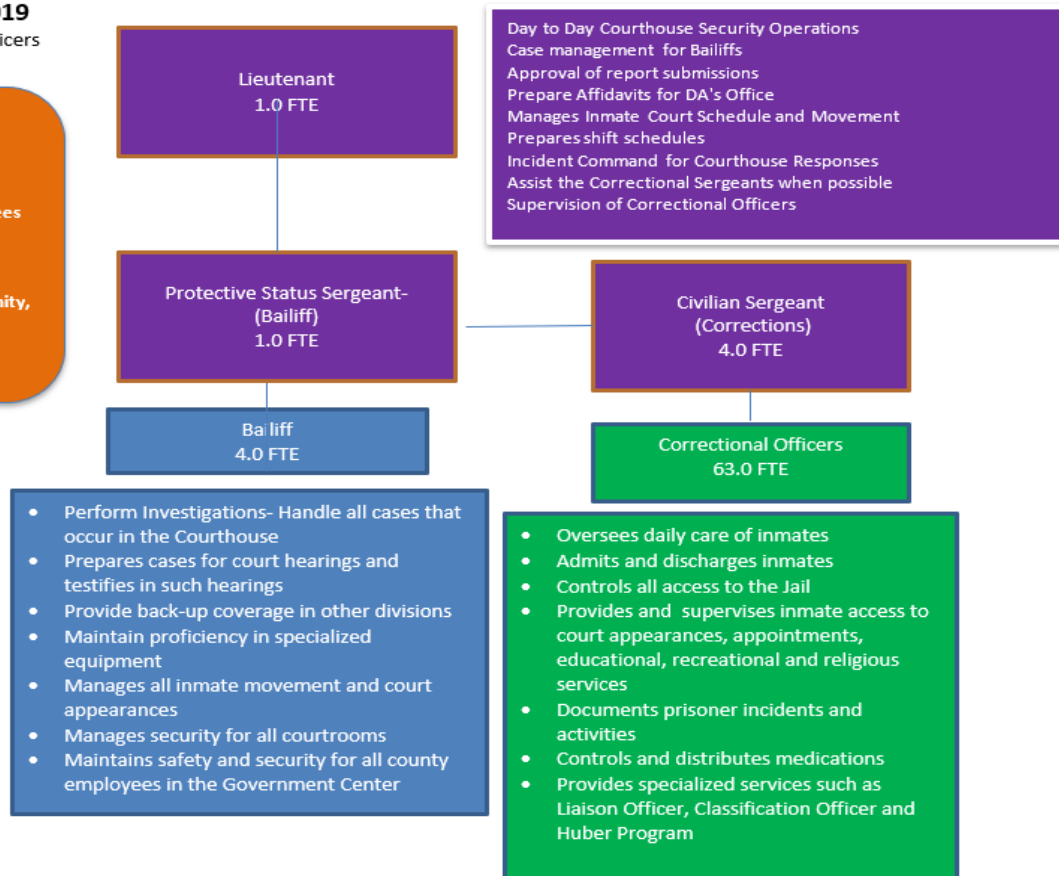 019
icers
ees
nity,
Lieutenant
1.0 FTE
Day to Day Courthouse Security Operations
Case management for Bailiffs
Approval of report submissions
Prepare Affidavits for DA's Office
Manages Inmate Court Schedule and Movement
Prepares shift schedules
Incident Command for Courthouse Responses
Assist the Correctional Sergeants when possible
Supervision of Correctional Officers
Protective Status Sergeant-
(Bailiff)
1.0 FTE
Civilian Sergeant
(Corrections)
4.0 FTE
Bailiff
4.0 FTE
Correctional Officers
63.0 FTE
• Perform Investigations- Handle all cases that
occur in the Courthouse
• Prepares cases for court hearings and
testifies in such hearings
• Provide back-up coverage in other divisions
• Maintain proficiency in specialized
equipment
• Manages all inmate movement and court
appearances
• Manages security for all courtrooms
• Maintains safety and security for all county
employees in the Government Center
• Oversees daily care of inmates
• Admits and discharges inmates
• Controls all access to the Jail
• Provides and supervises inmate access to
court appearances, appointments,
educational, recreational and religious
services
• Documents prisoner incidents and
activities
• Controls and distributes medications
• Provides specialized services such as
Liaison Officer, Classification Officer and
Huber Program